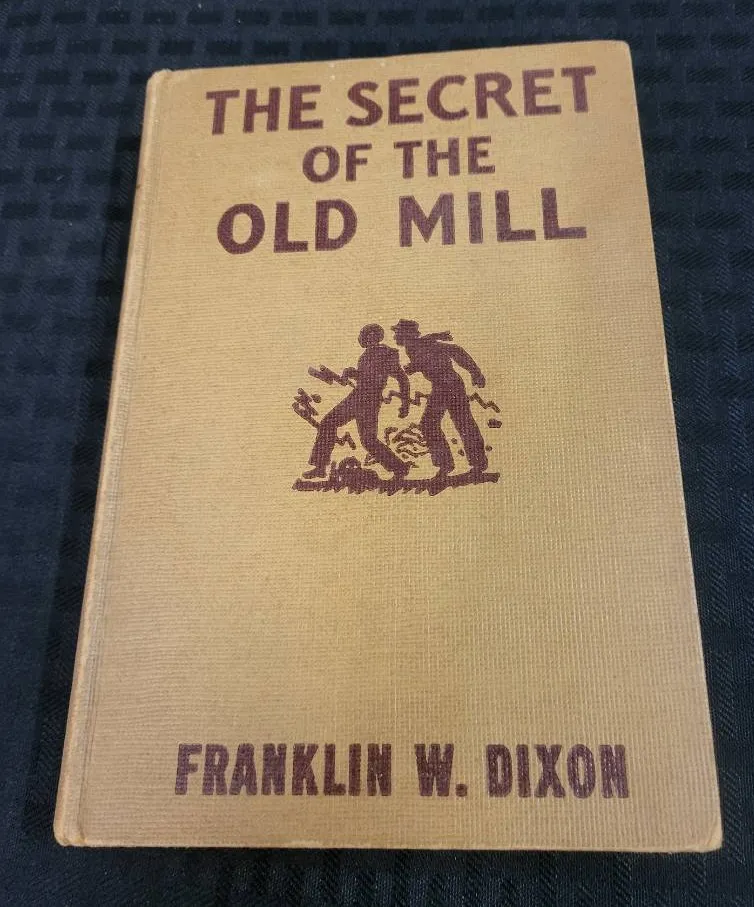 THE SECRET
OF THE
OLD MILL
FRANKLIN W. DIXON